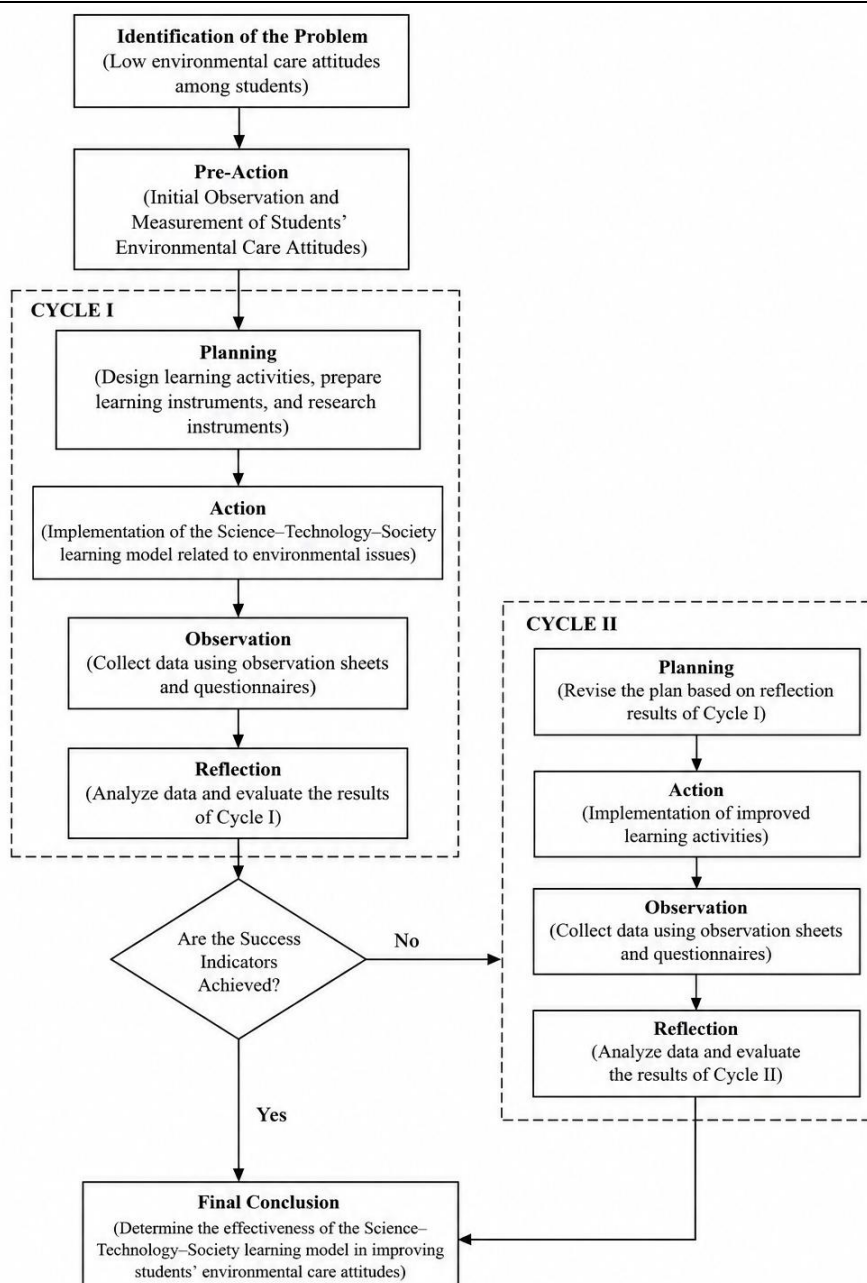 Identification of the Problem
(Low environmental care attitudes
among students)
Pre-Action
(Initial Observation and
Measurement of Students’
Environmental Care Attitudes)
CYCLE I
Planning
(Design learning activities, prepare
learning instruments, and research
instruments)
Action
(Implementation of the Science–Technology–Society
learning model related to environmental issues)
Observation
(Collect data using observation sheets
and questionnaires)
Reflection
(Analyze data and evaluate the results
of Cycle I)
Are the Success
Indicators
Achieved?
No
Yes
CYCLE II
Planning
(Revise the plan based on reflection
results of Cycle I)
Action
(Implementation of improved
learning activities)
Observation
(Collect data using observation sheets
and questionnaires)
Reflection
(Analyze data and evaluate
the results of Cycle II)
Final Conclusion
(Determine the effectiveness of the Science–
Technology–Society learning model in improving
students’ environmental care attitudes)